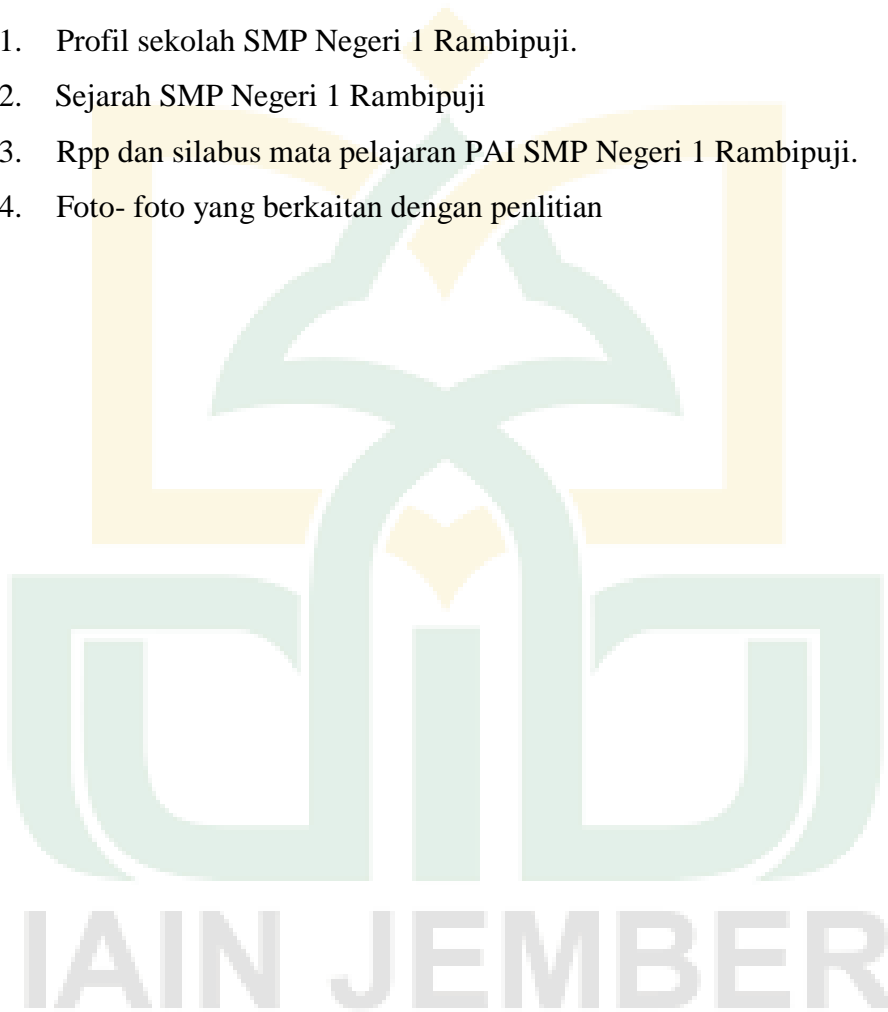 1. Profil sekolah SMP Negeri 1 Rambipuji.
2. Sejarah SMP Negeri 1 Rambipuji
3. Rpp dan silabus mata pelajaran PAI SMP Negeri 1 Rambipuji.
4. Foto- foto yang berkaitan dengan penlitian
IAIN JEMBER